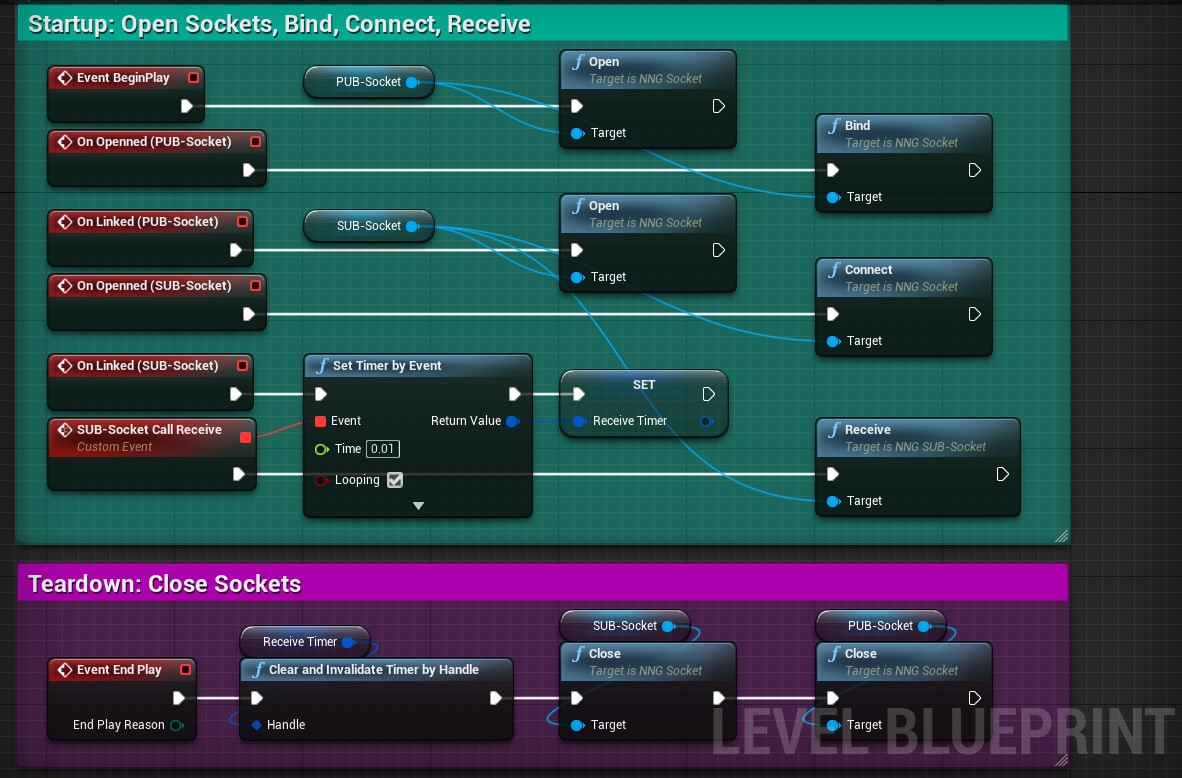 Startup: Open Sockets, Bind, Connect, Receive
Event BeginPlay
PUB-Socket
Open
Target is NNG Socket
Target
On Openned (PUB-Socket)
Bind
Target is NNG Socket
Target
On Linked (PUB-Socket)
SUB-Socket
Open
Target is NNG Socket
Target
On Openned (SUB-Socket)
Connect
Target is NNG Socket
Target
On Linked (SUB-Socket)
Set Timer by Event
Event
Return Value
Time 0.01
Looping
SET
Receive Timer
SUB-Socket Call Receive
Custom Event
Receive
Target is NNG SUB-Socket
Target
Teardown: Close Sockets
Event End Play
End Play Reason
Receive Timer
Clear and Invalidate Timer by Handle
Handle
SUB-Socket
Close
Target is NNG Socket
Target
PUB-Socket
Close
Target is NNG Socket
Target
LEVEL BLUEPRINT